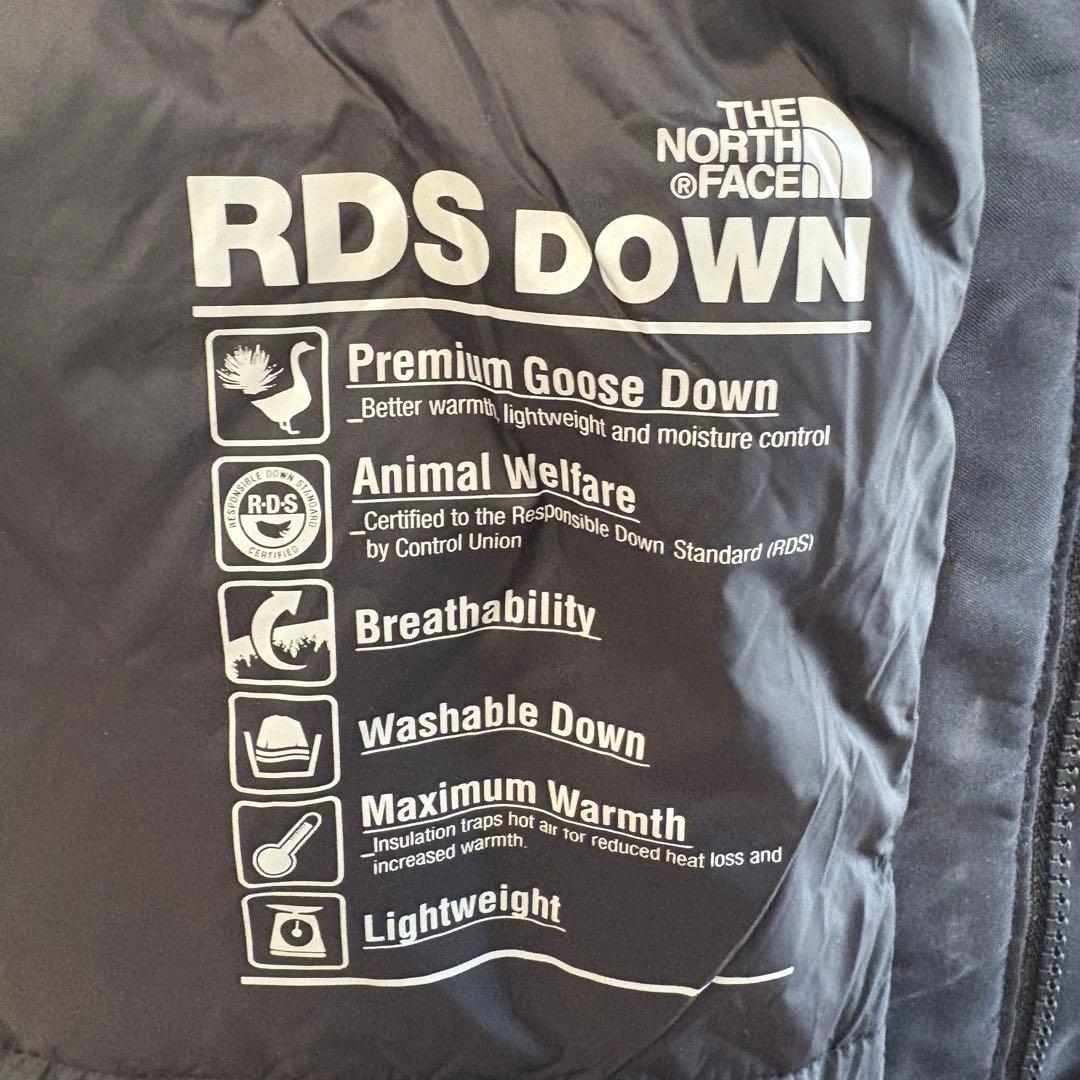 THE
NORTH
®FACE
RDS DOWN
Premium Goose Down
_Better warmth, lightweight and moisture control
RESPONSIBLE DOWN STANDARD
R·D·S
CERTIFIED
Animal Welfare
_Certified to the Responsible Down Standard (RDS)
by Control Union
Breathability
Washable Down
Maximum Warmth
_Insulation traps hot air for reduced heat loss and
increased warmth.
Lightweight